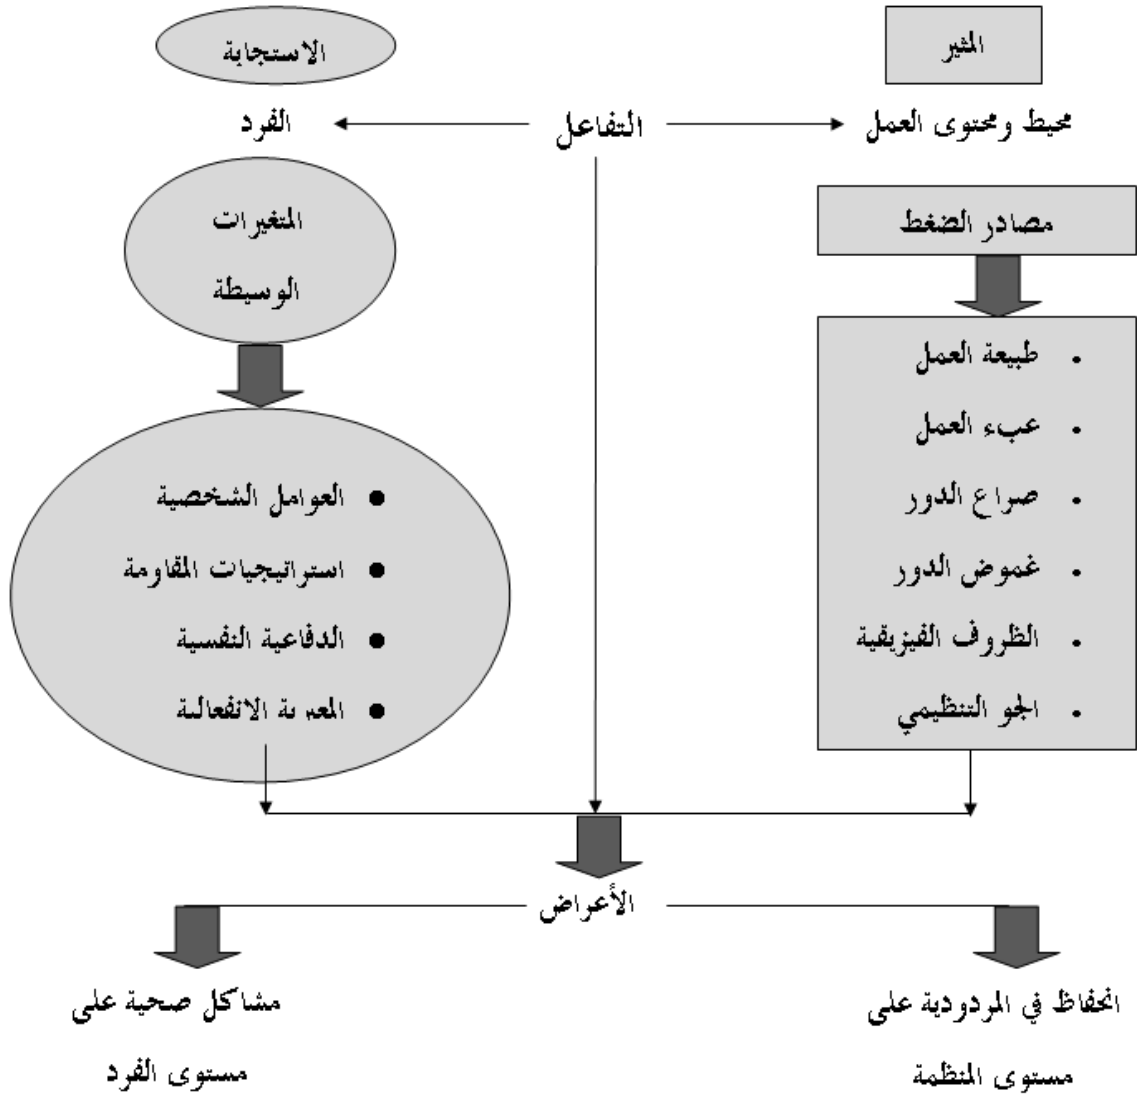 المثير
الاستجابة
محيط ومحتوى العمل
التفاعل
الفرد
مصادر الضغط
طبيعة العمل
عبء العمل
صراع الدور
غموض الدور
الظروف الفيزيقية
الجو التنظيمي
المتغيرات
الوسيطة
العوامل الشخصية
استراتيجيات المقاومة
الدفاعية النفسية
الانفعالية
الأعراض
انحفاظ في المردودية على
مستوى المنظمة
مشاكل صحية على
مستوى الفرد